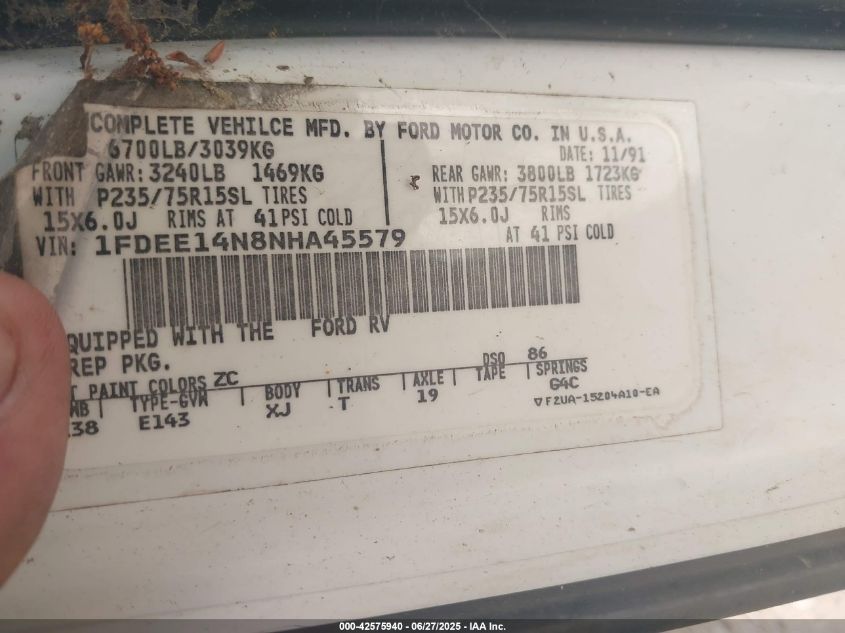 INCOMPLETE VEHILCE MFD. BY FORD MOTOR CO. IN U.S.A.
6700LB/3039KG DATE: 11/91
FRONT GAWR: 3240LB 1469KG REAR GAWR: 3800LB 1723KG
WITH P235/75R15SL TIRES WITH P235/75R15SL TIRES
15X6.0J RIMS AT 41 PSI COLD 15X6.0J RIMS
VIN: 1FDEE14N8NHA45579 AT 41 PSI COLD
QUIPPED WITH THE FORD RV
REP PKG.
T PAINT COLORS ZC DSO 86
WB TYPE-GVW BODY TRANS AXLE TAPE SPRINGS
38 E143 XJ T 19 G4C
F2UA-15204A10-EA
000-42575940 - 06/27/2025 - IAA Inc.